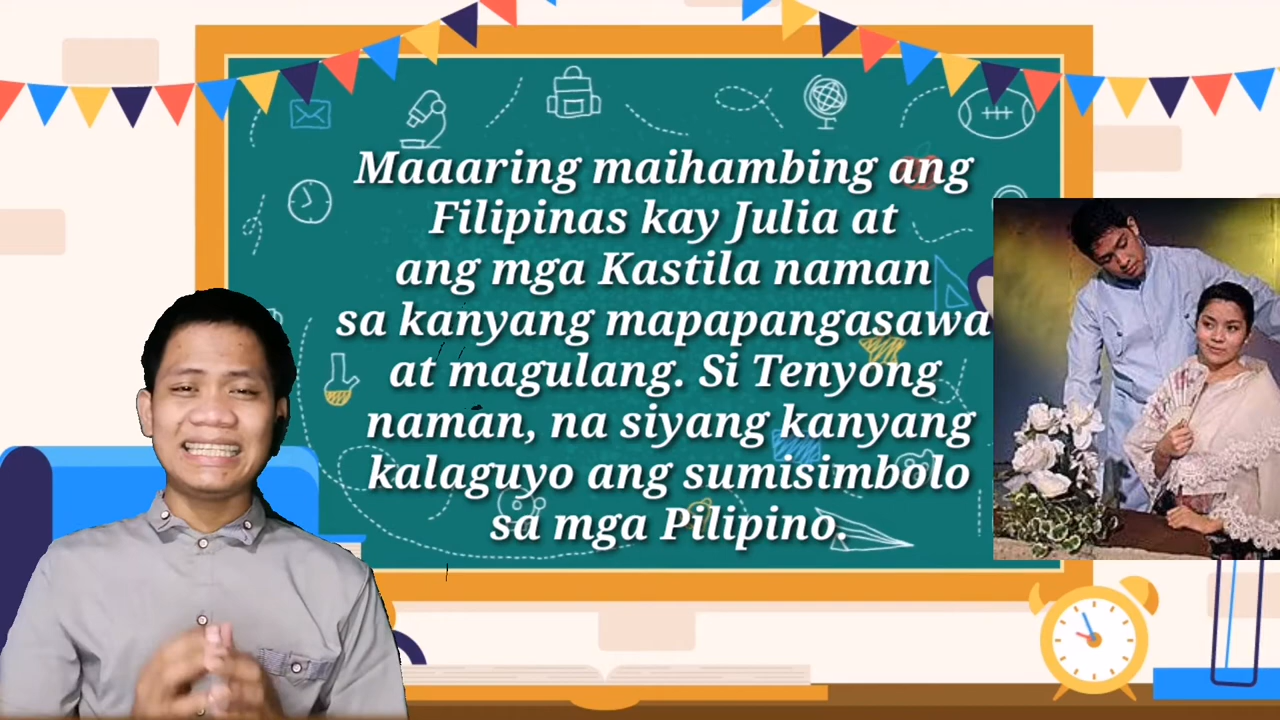 Maaaring maihambing ang
Filipinas kay Julia at
ang mga Kastila naman
sa kanyang mapapangasawa
at magulang. Si Tenyong
naman, na siyang kanyang
kalaguyo ang sumisimbolo
sa mga Pilipino.